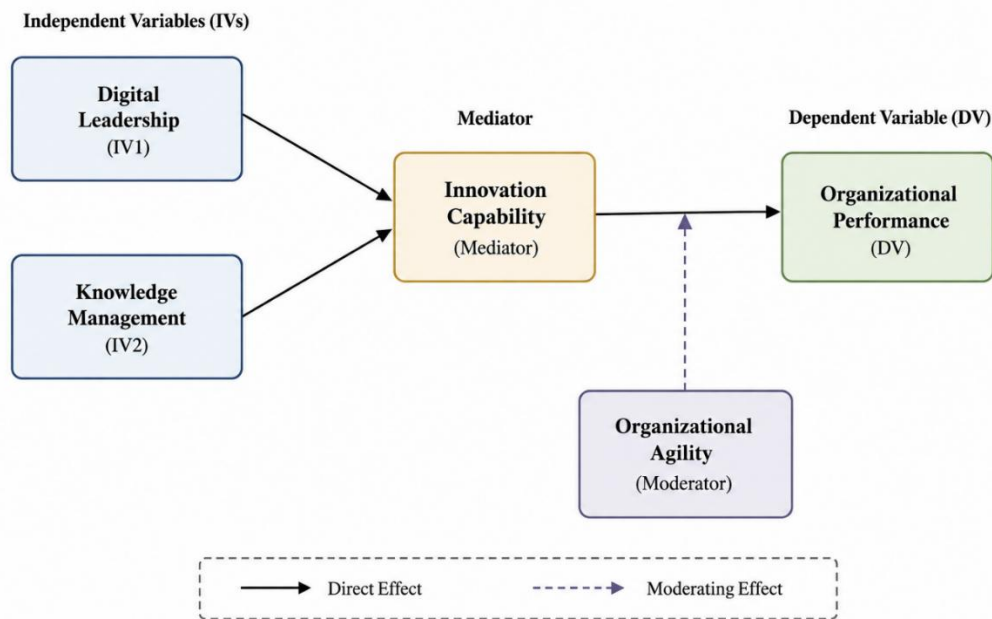 Independent Variables (IVs)
Digital
Leadership
(IV1)
Knowledge
Management
(IV2)
Mediator
Innovation
Capability
(Mediator)
Dependent Variable (DV)
Organizational
Performance
(DV)
Organizational
Agility
(Moderator)
Direct Effect
Moderating Effect